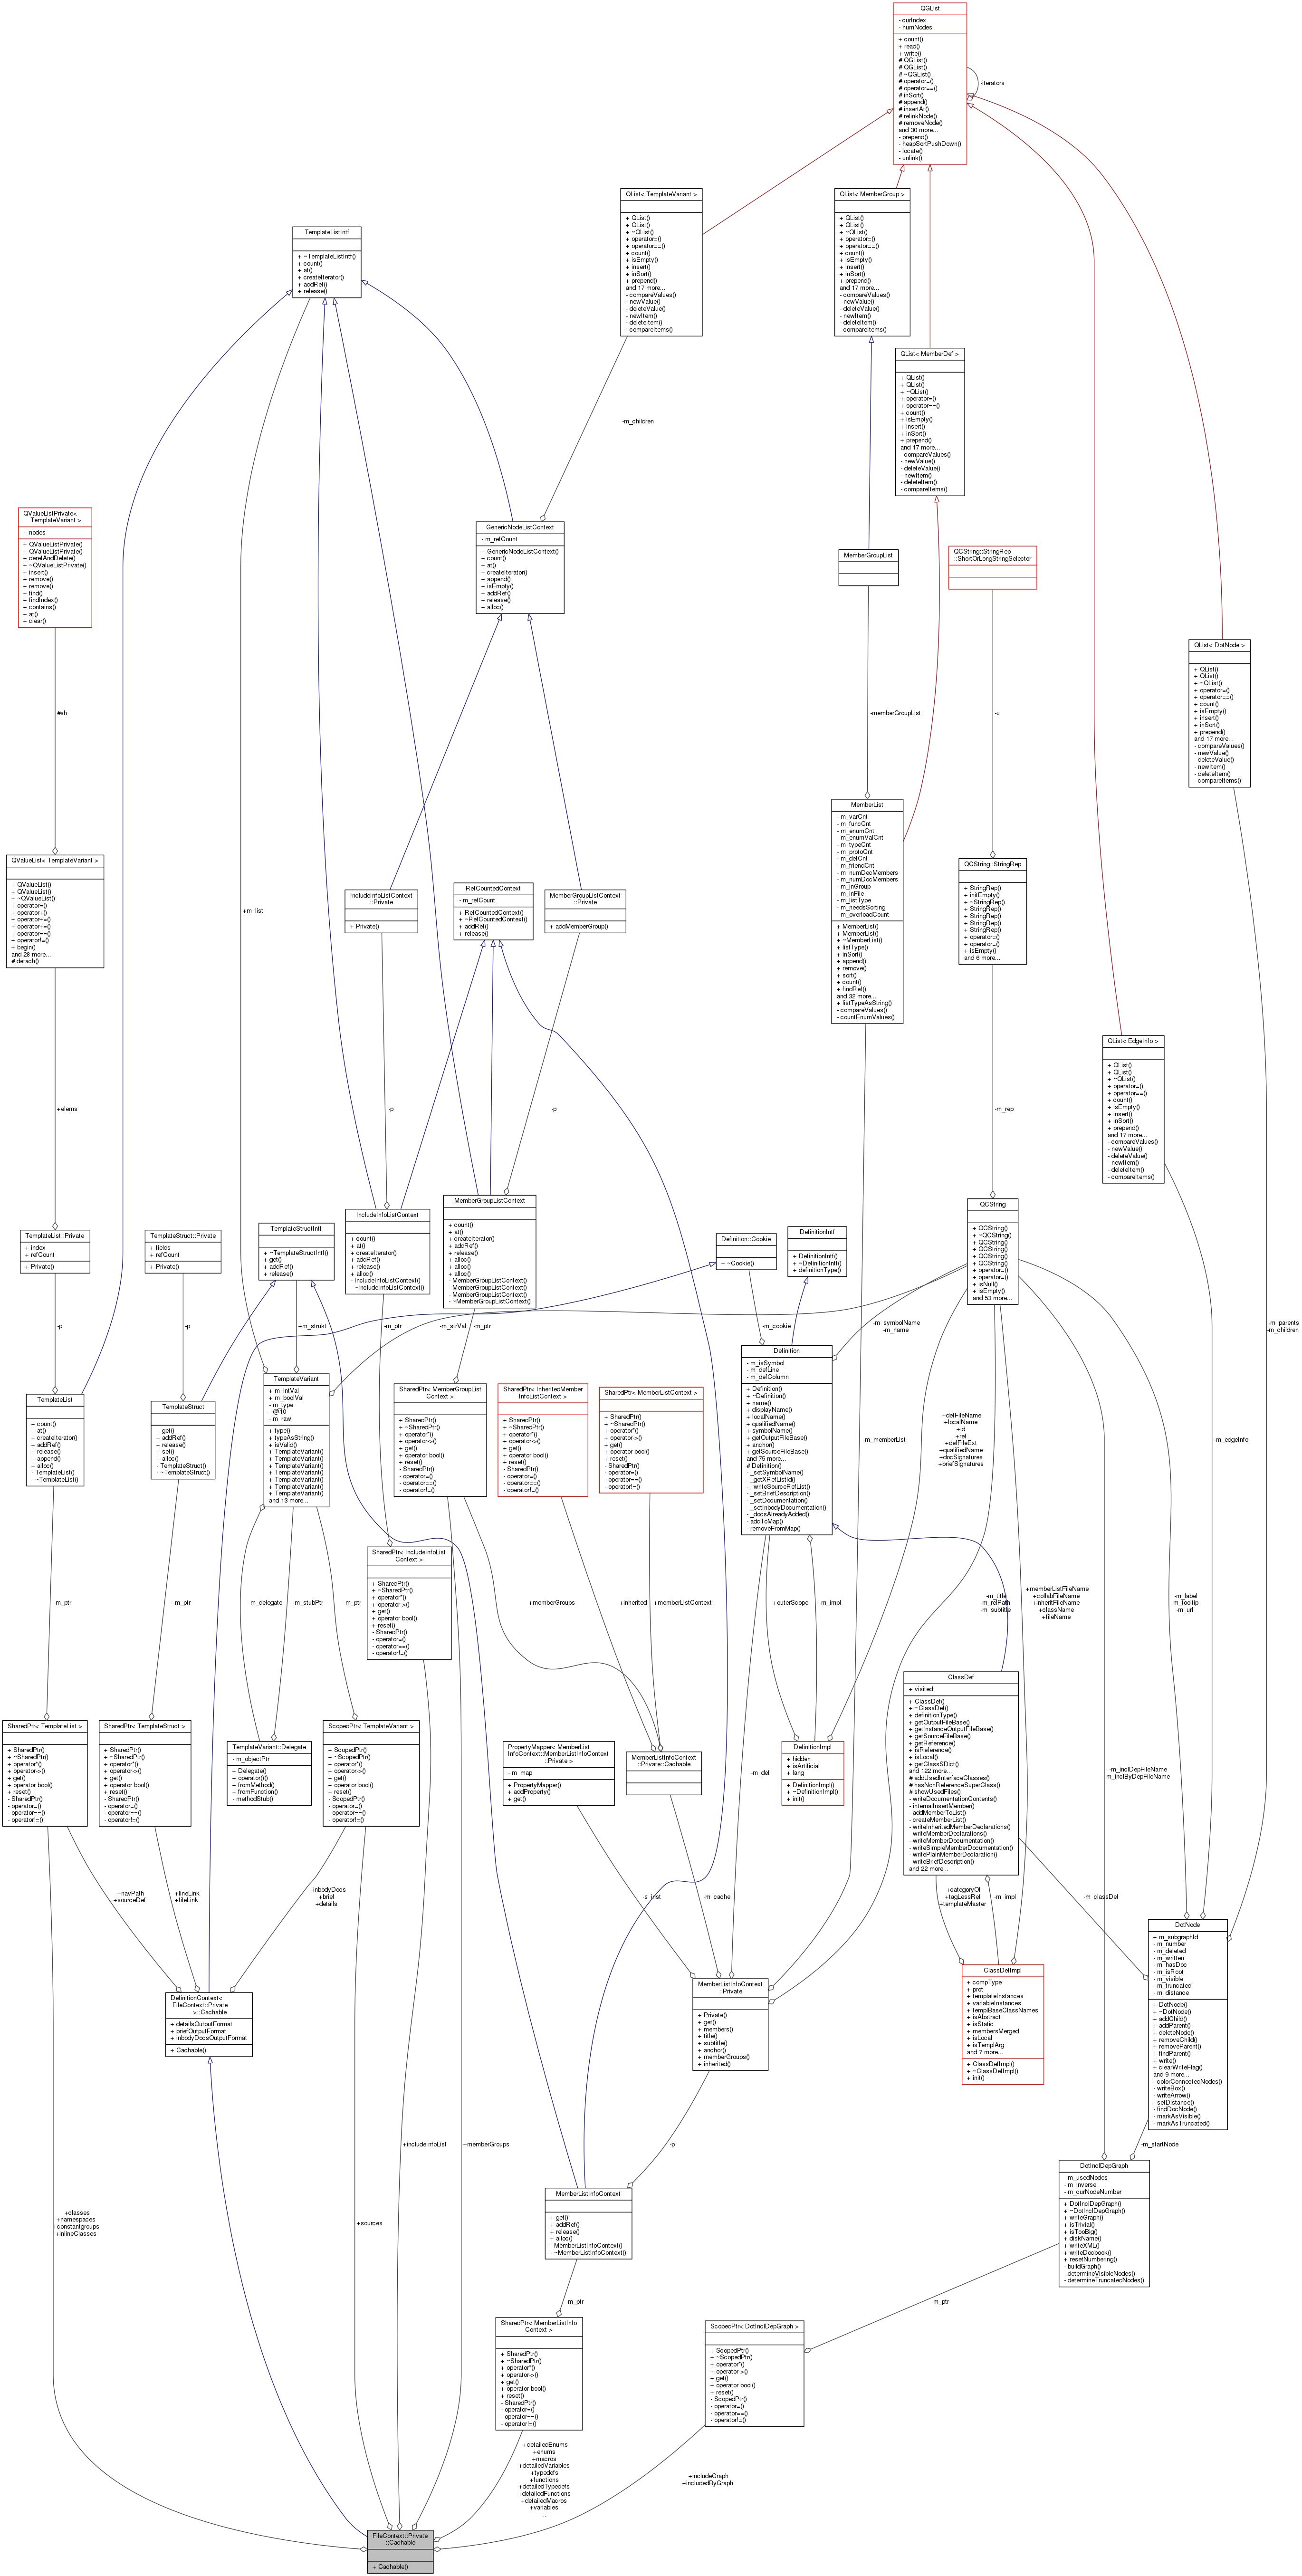 QGList
- curIndex
- numNodes
+ count()
+ read()
+ write()
# QGList()
# QGList()
# ~QGList()
# operator=()
# operator==()
# inSort()
# append()
# insertAt()
# relinkNode()
# removeNode()
and 30 more...
- prepend()
- heapSortPushDown()
- locate()
- unlink()
-iterators
QList< TemplateVariant >
+ QList()
+ QList()
+ ~QList()
+ operator=()
+ operator==()
+ count()
+ isEmpty()
+ insert()
+ inSort()
+ prepend()
and 17 more...
- compareValues()
- newValue()
- deleteValue()
- newItem()
- deleteItem()
- compareItems()
QList< MemberGroup >
+ QList()
+ QList()
+ ~QList()
+ operator=()
+ operator==()
+ count()
+ isEmpty()
+ insert()
+ inSort()
+ prepend()
and 17 more...
- compareValues()
- newValue()
- deleteValue()
- newItem()
- deleteItem()
- compareItems()
TemplateListIntf
+ ~TemplateListIntf()
+ count()
+ at()
+ createIterator()
+ addRef()
+ release()
QList< MemberDef >
+ QList()
+ QList()
+ ~QList()
+ operator=()
+ operator==()
+ count()
+ isEmpty()
+ insert()
+ inSort()
+ prepend()
and 17 more...
- compareValues()
- newValue()
- deleteValue()
- newItem()
- deleteItem()
- compareItems()
-m_children
QValueListPrivate<
TemplateVariant >
+ nodes
+ QValueListPrivate()
+ QValueListPrivate()
+ derefAndDelete()
+ ~QValueListPrivate()
+ insert()
+ remove()
+ remove()
+ find()
+ findIndex()
+ contains()
+ at()
+ clear()
GenericNodeListContext
- m_refCount
+ GenericNodeListContext()
+ count()
+ at()
+ createIterator()
+ append()
+ isEmpty()
+ addRef()
+ release()
+ alloc()
MemberGroupList
QCString::StringRep
::ShortOrLongStringSelector
QList< DotNode >
+ QList()
+ QList()
+ ~QList()
+ operator=()
+ operator==()
+ count()
+ isEmpty()
+ insert()
+ inSort()
+ prepend()
and 17 more...
- compareValues()
- newValue()
- deleteValue()
- newItem()
- deleteItem()
- compareItems()
#sh
-memberGroupList
-u
MemberList
- m_varCnt
- m_funcCnt
- m_enumCnt
- m_enumValCnt
- m_typeCnt
- m_protoCnt
- m_defCnt
- m_friendCnt
- m_numDecMembers
- m_numDocMembers
- m_inGroup
- m_inFile
- m_listType
- m_needsSorting
- m_overloadCount
+ MemberList()
+ MemberList()
+ ~MemberList()
+ listType()
+ inSort()
+ append()
+ remove()
+ sort()
+ count()
+ findRef()
and 32 more...
+ listTypeAsString()
- compareValues()
- countEnumValues()
QValueList< TemplateVariant >
+ QValueList()
+ QValueList()
+ ~QValueList()
+ operator=()
+ operator+()
+ operator+=()
+ operator==()
+ operator==()
+ operator!=()
+ begin()
and 28 more...
# detach()
+m_list
IncludeInfoListContext
::Private
+ Private()
RefCountedContext
- m_refCount
+ RefCountedContext()
+ ~RefCountedContext()
+ addRef()
+ release()
MemberGroupListContext
::Private
+ addMemberGroup()
QCString::StringRep
+ StringRep()
+ initEmpty()
+ ~StringRep()
+ StringRep()
+ StringRep()
+ StringRep()
+ StringRep()
+ operator=()
+ operator=()
+ isEmpty()
and 6 more...
QList< EdgeInfo >
+ QList()
+ QList()
+ ~QList()
+ operator=()
+ operator==()
+ count()
+ isEmpty()
+ insert()
+ inSort()
+ prepend()
and 17 more...
- compareValues()
- newValue()
- deleteValue()
- newItem()
- deleteItem()
- compareItems()
+elems
-p
-p
-m_rep
TemplateList::Private
+ index
+ refCount
+ Private()
TemplateStruct::Private
+ fields
+ refCount
+ Private()
TemplateStructIntf
+ ~TemplateStructIntf()
+ get()
+ addRef()
+ release()
IncludeInfoListContext
+ count()
+ at()
+ createIterator()
+ addRef()
+ release()
+ alloc()
- IncludeInfoListContext()
- ~IncludeInfoListContext()
MemberGroupListContext
+ count()
+ at()
+ createIterator()
+ addRef()
+ release()
+ alloc()
+ alloc()
+ alloc()
- MemberGroupListContext()
- MemberGroupListContext()
- MemberGroupListContext()
- ~MemberGroupListContext()
Definition::Cookie
+ ~Cookie()
DefinitionIntf
+ DefinitionIntf()
+ ~DefinitionIntf()
+ definitionType()
QCString
+ QCString()
+ ~QCString()
+ QCString()
+ QCString()
+ QCString()
+ QCString()
+ operator=()
+ operator=()
+ isNull()
+ isEmpty()
and 53 more...
-p
-p
+m_strukt
-m_ptr
-m_strVal
-m_ptr
-m_cookie
-m_symbolName
-m_name
-m_parents
-m_children
TemplateList
+ count()
+ at()
+ createIterator()
+ addRef()
+ release()
+ append()
+ alloc()
- TemplateList()
- ~TemplateList()
TemplateStruct
+ get()
+ addRef()
+ release()
+ set()
+ alloc()
- TemplateStruct()
- ~TemplateStruct()
TemplateVariant
+ m_intVal
+ m_boolVal
- m_type
- @10
- m_raw
+ type()
+ typeAsString()
+ isValid()
+ TemplateVariant()
+ TemplateVariant()
+ TemplateVariant()
+ TemplateVariant()
+ TemplateVariant()
+ TemplateVariant()
+ TemplateVariant()
and 13 more...
SharedPtr< MemberGroupList
Context >
+ SharedPtr()
+ ~SharedPtr()
+ operator*()
+ operator->()
+ get()
+ operator bool()
+ reset()
- SharedPtr()
- operator=()
- operator==()
- operator!=()
SharedPtr< InheritedMember
InfoListContext >
+ SharedPtr()
+ ~SharedPtr()
+ operator*()
+ operator->()
+ get()
+ operator bool()
+ reset()
- SharedPtr()
- operator=()
- operator==()
- operator!=()
SharedPtr< MemberListContext >
+ SharedPtr()
+ ~SharedPtr()
+ operator*()
+ operator->()
+ get()
+ operator bool()
+ reset()
- SharedPtr()
- operator=()
- operator==()
- operator!=()
Definition
- m_isSymbol
- m_defLine
- m_defColumn
+ Definition()
+ ~Definition()
+ name()
+ displayName()
+ localName()
+ qualifiedName()
+ symbolName()
+ getOutputFileBase()
+ anchor()
+ getSourceFileBase()
and 75 more...
# Definition()
- _setSymbolName()
- _getXRefListId()
- _writeSourceRefList()
- _setBriefDescription()
- _setDocumentation()
- _setInbodyDocumentation()
- _docsAlreadyAdded()
- addToMap()
- removeFromMap()
-m_memberList
+defFileName
+localName
+id
+ref
+defFileExt
+qualifiedName
+docSignatures
+briefSignatures
-m_edgeInfo
SharedPtr< IncludeInfoList
Context >
+ SharedPtr()
+ ~SharedPtr()
+ operator*()
+ operator->()
+ get()
+ operator bool()
+ reset()
- SharedPtr()
- operator=()
- operator==()
- operator!=()
-m_ptr
-m_ptr
-m_delegate
-m_stubPtr
-m_ptr
+memberGroups
+inherited
+memberListContext
+outerScope
-m_impl
-m_title
-m_relPath
-m_subtitle
+memberListFileName
+collabFileName
+inheritFileName
+className
+fileName
-m_label
-m_tooltip
-m_url
SharedPtr< TemplateList >
+ SharedPtr()
+ ~SharedPtr()
+ operator*()
+ operator->()
+ get()
+ operator bool()
+ reset()
- SharedPtr()
- operator=()
- operator==()
- operator!=()
SharedPtr< TemplateStruct >
+ SharedPtr()
+ ~SharedPtr()
+ operator*()
+ operator->()
+ get()
+ operator bool()
+ reset()
- SharedPtr()
- operator=()
- operator==()
- operator!=()
TemplateVariant::Delegate
- m_objectPtr
+ Delegate()
+ operator()()
+ fromMethod()
+ fromFunction()
- methodStub()
ScopedPtr< TemplateVariant >
+ ScopedPtr()
+ ~ScopedPtr()
+ operator*()
+ operator->()
+ get()
+ operator bool()
+ reset()
- ScopedPtr()
- operator=()
- operator==()
- operator!=()
PropertyMapper< MemberList
InfoContext::MemberListInfoContext
::Private >
- m_map
+ PropertyMapper()
+ addProperty()
+ get()
MemberListInfoContext
::Private::Cachable
-m_def
DefinitionImpl
+ hidden
+ isArtificial
+ lang
+ DefinitionImpl()
+ ~DefinitionImpl()
+ init()
ClassDef
+ visited
+ ClassDef()
+ ~ClassDef()
+ definitionType()
+ getOutputFileBase()
+ getInstanceOutputFileBase()
+ getSourceFileBase()
+ getReference()
+ isReference()
+ isLocal()
+ getClassSDict()
and 122 more...
# addUsedInterfaceClasses()
# hasNonReferenceSuperClass()
# showUsedFiles()
- writeDocumentationContents()
- internalInsertMember()
- addMemberToList()
- createMemberList()
- writeInheritedMemberDeclarations()
- writeMemberDeclarations()
- writeMemberDocumentation()
- writeSimpleMemberDocumentation()
- writePlainMemberDeclaration()
- writeBriefDescription()
and 22 more...
-m_inclDepFileName
-m_inclByDepFileName
+navPath
+sourceDef
+lineLink
+fileLink
+inbodyDocs
+brief
+details
-s_inst
-m_cache
+categoryOf
+tagLessRef
+templateMaster
-m_impl
-m_classDef
DotNode
+ m_subgraphId
- m_number
- m_deleted
- m_written
- m_hasDoc
- m_isRoot
- m_visible
- m_truncated
- m_distance
+ DotNode()
+ ~DotNode()
+ addChild()
+ addParent()
+ deleteNode()
+ removeChild()
+ removeParent()
+ findParent()
+ write()
+ clearWriteFlag()
and 9 more...
- colorConnectedNodes()
- writeBox()
- writeArrow()
- setDistance()
- findDocNode()
- markAsVisible()
- markAsTruncated()
DefinitionContext<
FileContext::Private
>::Cachable
+ detailsOutputFormat
+ briefOutputFormat
+ inbodyDocsOutputFormat
+ Cachable()
MemberListInfoContext
::Private
+ Private()
+ get()
+ members()
+ title()
+ subtitle()
+ anchor()
+ memberGroups()
+ inherited()
ClassDefImpl
+ compType
+ prot
+ templateInstances
+ variableInstances
+ templBaseClassNames
+ isAbstract
+ isStatic
+ membersMerged
+ isLocal
+ isTemplArg
and 7 more...
+ ClassDefImpl()
+ ~ClassDefImpl()
+ init()
+includeInfoList
+memberGroups
-p
-m_startNode
DotInclDepGraph
- m_usedNodes
- m_inverse
- m_curNodeNumber
+ DotInclDepGraph()
+ ~DotInclDepGraph()
+ writeGraph()
+ isTrivial()
+ isTooBig()
+ diskName()
+ writeXML()
+ writeDocbook()
+ resetNumbering()
- buildGraph()
- determineVisibleNodes()
- determineTruncatedNodes()
+classes
+namespaces
+constantgroups
+inlineClasses
+sources
MemberListInfoContext
+ get()
+ addRef()
+ release()
+ alloc()
- MemberListInfoContext()
- ~MemberListInfoContext()
-m_ptr
-m_ptr
SharedPtr< MemberListInfo
Context >
+ SharedPtr()
+ ~SharedPtr()
+ operator*()
+ operator->()
+ get()
+ operator bool()
+ reset()
- SharedPtr()
- operator=()
- operator==()
- operator!=()
ScopedPtr< DotInclDepGraph >
+ ScopedPtr()
+ ~ScopedPtr()
+ operator*()
+ operator->()
+ get()
+ operator bool()
+ reset()
- ScopedPtr()
- operator=()
- operator==()
- operator!=()
+detailedEnums
+enums
+macros
+detailedVariables
+typedefs
+functions
+detailedTypedefs
+detailedFunctions
+detailedMacros
+variables
...
+includeGraph
+includedByGraph
FileContext::Private
::Cachable
+ Cachable()